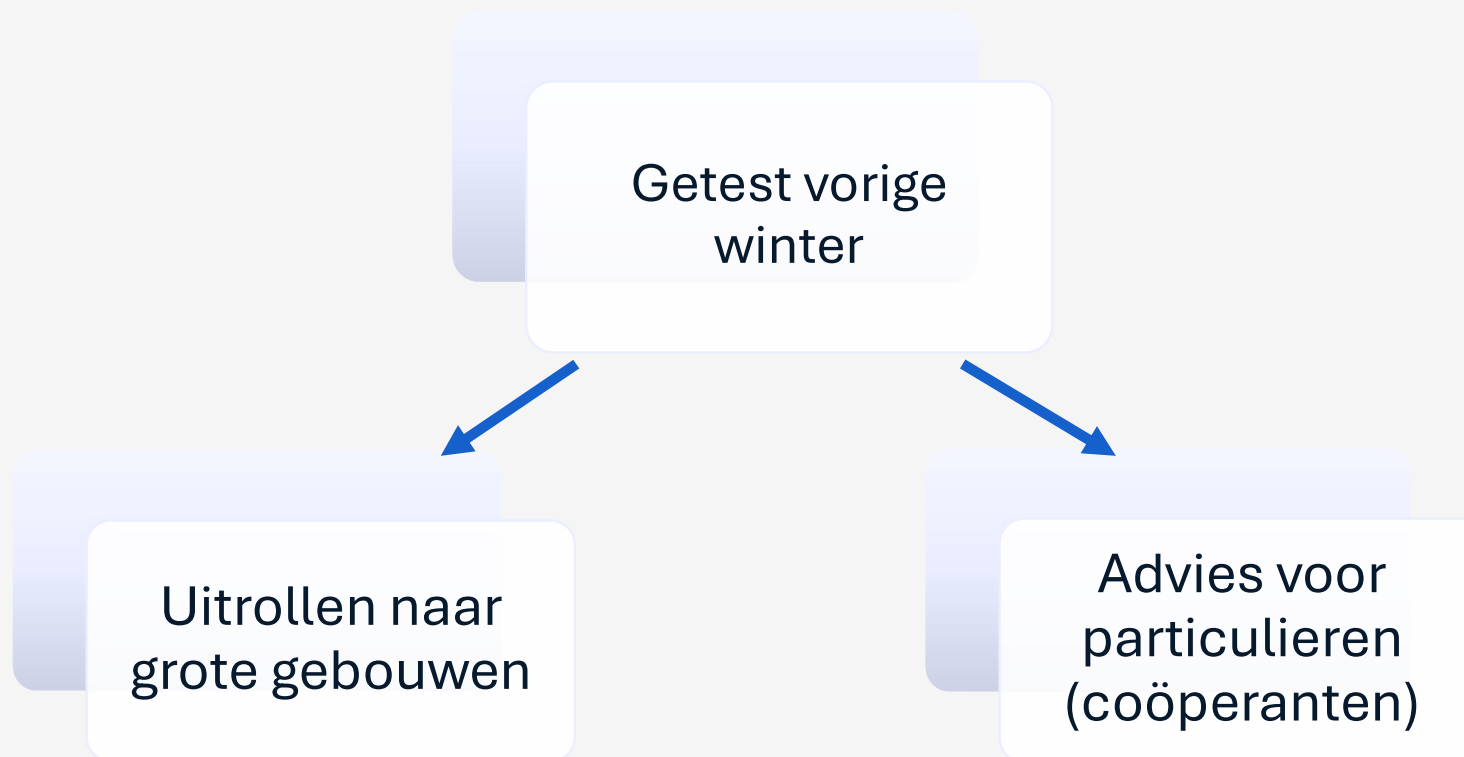 Getest vorige
winter
Uitrollen naar
grote gebouwen
Advies voor
particulieren
(coöperanten)